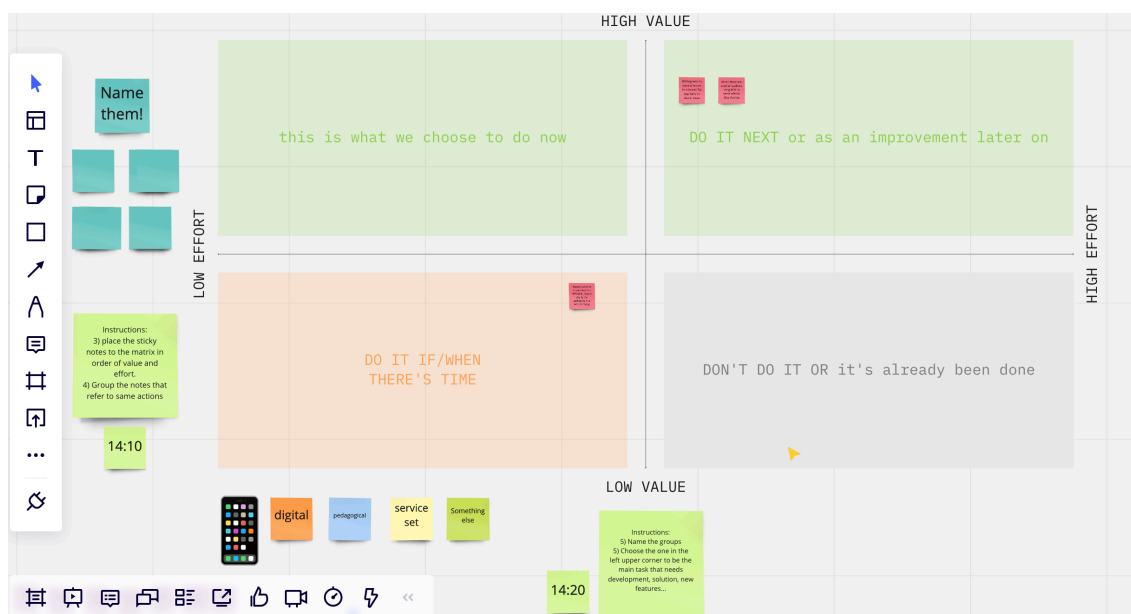 HIGH VALUE
Name
them!
this is what we choose to do now
DO IT NEXT or as an improvement later on
LOW EFFORT
HIGH EFFORT
Instructions:
3) place the sticky
notes to the matrix in
order of value and
effort.
4) Group the notes that
refer to same actions
DO IT IF/WHEN
THERE'S TIME
DON'T DO IT OR it's already been done
14:10
LOW VALUE
digital
pedagogical
service
set
Something
else
Instructions:
5) Name the groups
5) Choose the one in the
left upper corner to be the
main task that needs
development, solution, new
features...
14:20